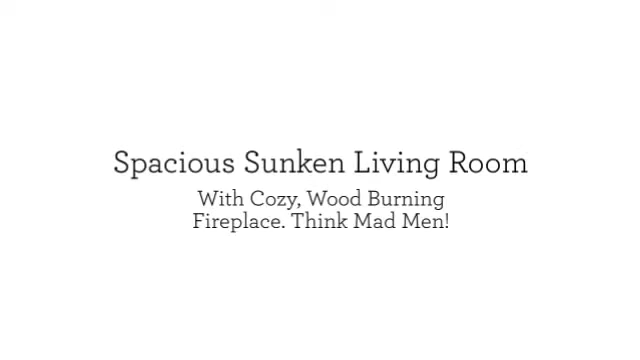 Spacious Sunken Living Room
With Cozy, Wood Burning
Fireplace. Think Mad Men!